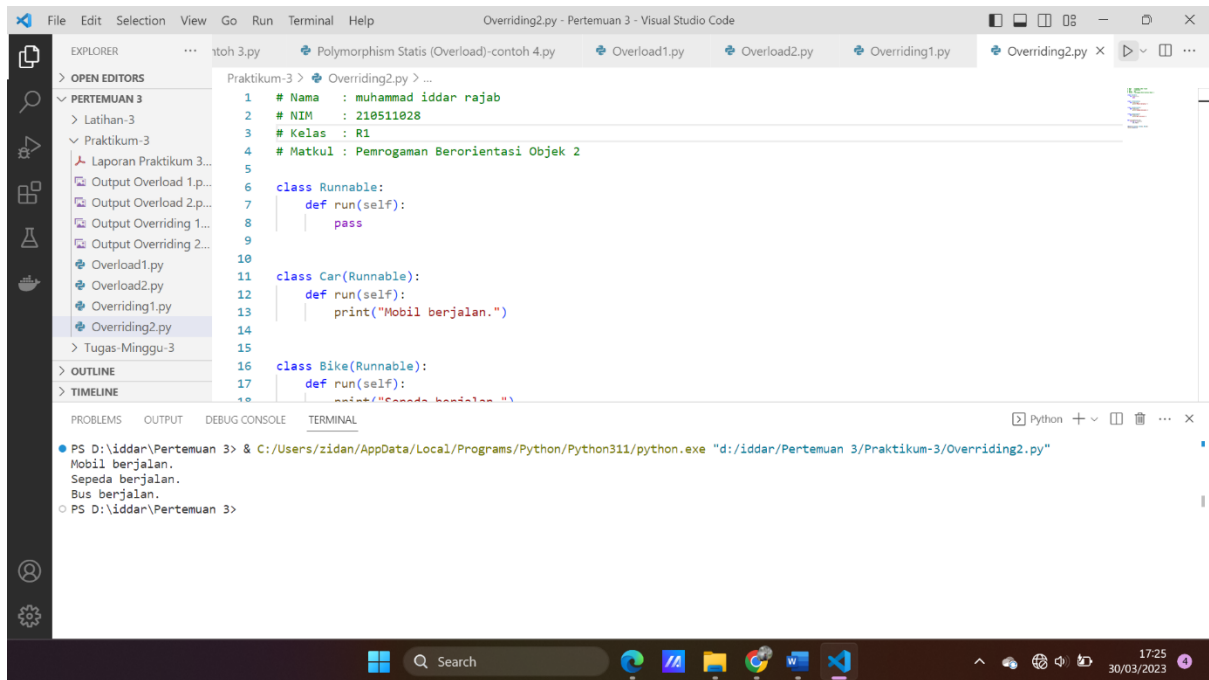 File Edit Selection View Go Run Terminal Help Overriding2.py - Pertemuan 3 - Visual Studio Code
EXPLORER ··· ntoh 3.py Polymorphism Statis (Overload)-contoh 4.py Overload1.py Overload2.py Overriding1.py Overriding2.py
> OPEN EDITORS
Praktikum-3 > Overriding2.py > ...
PERTEMUAN 3
> Latihan-3
Praktikum-3
Laporan Praktikum 3...
Output Overload 1.p...
Output Overload 2.p...
Output Overriding 1...
Output Overriding 2...
Overload1.py
Overload2.py
Overriding1.py
Overriding2.py
> Tugas-Minggu-3
> OUTLINE
> TIMELINE
1 # Nama   : muhammad iddar rajab
2 # NIM    : 210511028
3 # Kelas  : R1
4 # Matkul : Pemrogaman Berorientasi Objek 2
5
6 class Runnable:
7     def run(self):
8         pass
9
10
11 class Car(Runnable):
12     def run(self):
13         print("Mobil berjalan.")
14
15
16 class Bike(Runnable):
17     def run(self):
18         print("Sepeda berjalan.")
PROBLEMS OUTPUT DEBUG CONSOLE TERMINAL Python
PS D:\iddar\Pertemuan 3> & C:/Users/zidan/AppData/Local/Programs/Python/Python311/python.exe "d:/iddar/Pertemuan 3/Praktikum-3/Overriding2.py"
Mobil berjalan.
Sepeda berjalan.
Bus berjalan.
PS D:\iddar\Pertemuan 3>
Search
17:25
30/03/2023
4